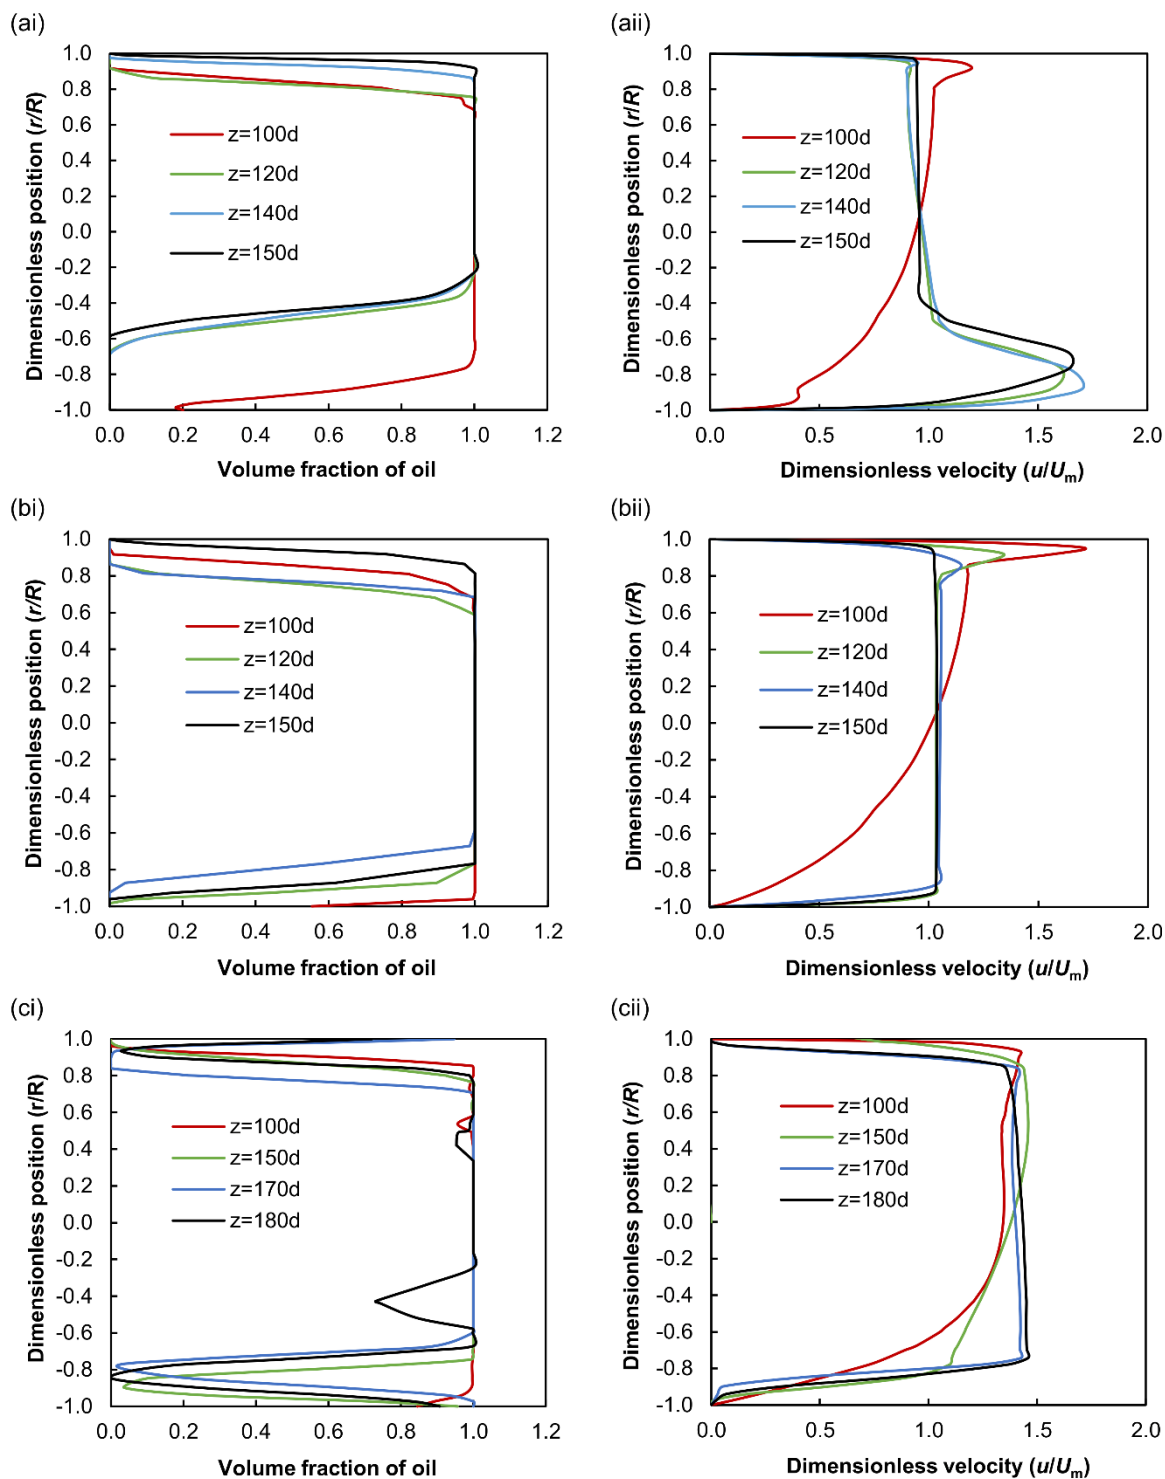 (ai)
Dimensionless position (r/R)
1.0
0.8
0.6
0.4
0.2
0.0
-0.2
-0.4
-0.6
-0.8
-1.0
z=100d
z=120d
z=140d
z=150d
0.0 0.2 0.4 0.6 0.8 1.0 1.2
Volume fraction of oil
(aii)
Dimensionless position (r/R)
1.0
0.8
0.6
0.4
0.2
0.0
-0.2
-0.4
-0.6
-0.8
-1.0
z=100d
z=120d
z=140d
z=150d
0.0 0.5 1.0 1.5 2.0
Dimensionless velocity (u/Um)
(bi)
Dimensionless position (r/R)
1.0
0.8
0.6
0.4
0.2
0.0
-0.2
-0.4
-0.6
-0.8
-1.0
z=100d
z=120d
z=140d
z=150d
0.0 0.2 0.4 0.6 0.8 1.0 1.2
Volume fraction of oil
(bii)
Dimensionless position (r/R)
1.0
0.8
0.6
0.4
0.2
0.0
-0.2
-0.4
-0.6
-0.8
-1.0
z=100d
z=120d
z=140d
z=150d
0.0 0.5 1.0 1.5 2.0
Dimensionless velocity (u/Um)
(ci)
Dimensionless position (r/R)
1.0
0.8
0.6
0.4
0.2
0.0
-0.2
-0.4
-0.6
-0.8
-1.0
z=100d
z=150d
z=170d
z=180d
0.0 0.2 0.4 0.6 0.8 1.0 1.2
Volume fraction of oil
(cii)
Dimensionless position (r/R)
1.0
0.8
0.6
0.4
0.2
0.0
-0.2
-0.4
-0.6
-0.8
-1.0
z=100d
z=150d
z=170d
z=180d
0.0 0.5 1.0 1.5 2.0
Dimensionless velocity (u/Um)